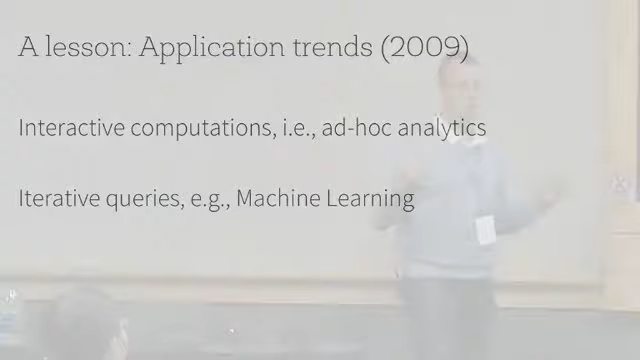 A lesson: Application trends (2009)
Interactive computations, i.e., ad-hoc analytics
Iterative queries, e.g., Machine Learning